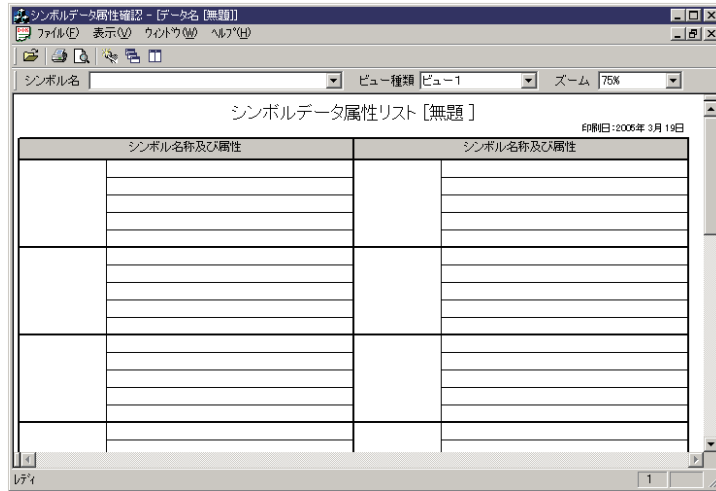 シンボルデータ属性確認 - [データ名 [無題]]
ファイル(F) 表示(V) ウィンドウ(W) ヘルプ(H)
シンボル名 ビュー種類 ビュー1 ズーム 75%
シンボルデータ属性リスト [無題 ]
印刷日:2005年 3月 19日
シンボル名称及び属性 シンボル名称及び属性
レディ 1